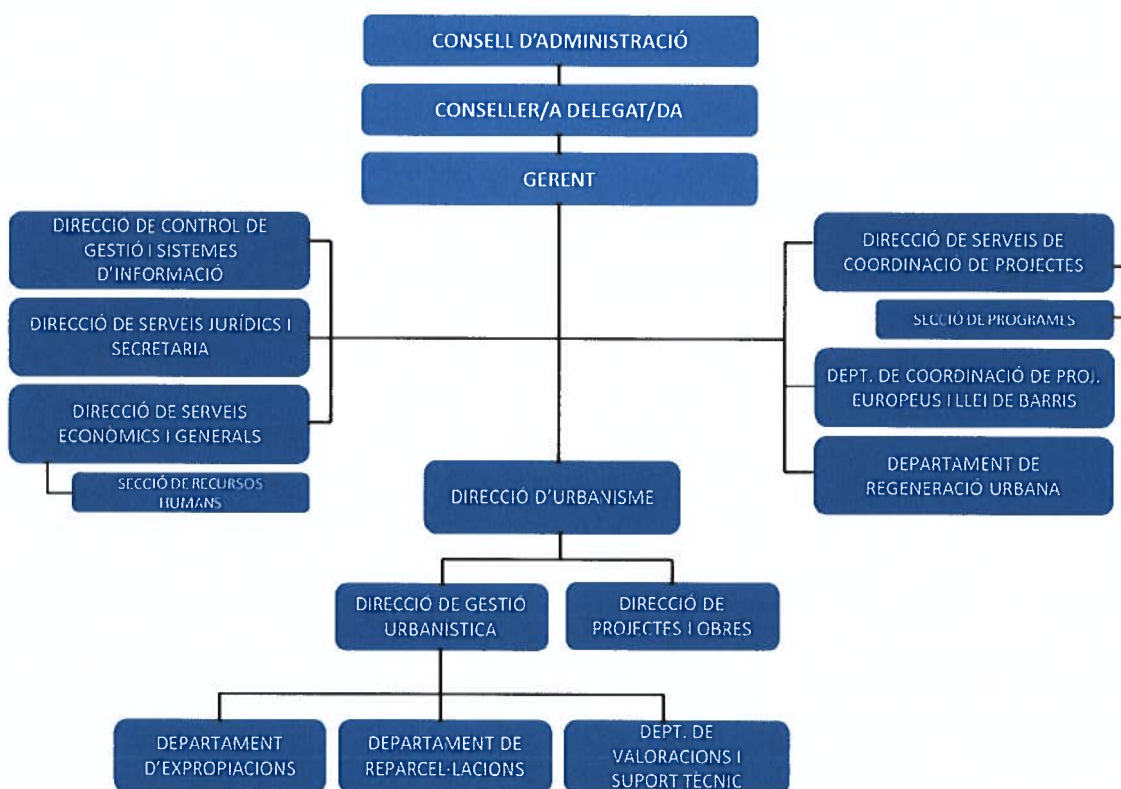 CONSELL D'ADMINISTRACIÓ
CONSELLER/A DELEGAT/DA
GERENT
DIRECCIÓ DE CONTROL DE
GESTIÓ I SISTEMES
D'INFORMACIÓ
DIRECCIÓ DE SERVEIS JURÍDICS I
SECRETARIA
DIRECCIÓ DE SERVEIS
ECONÒMICS I GENERALS
SECCIÓ DE RECURSOS
HUMANS
DIRECCIÓ DE SERVEIS DE
COORDINACIÓ DE PROJECTES
SECCIÓ DE PROGRAMES
DEPT. DE COORDINACIÓ DE PROJ.
EUROPEUS I LLEI DE BARRIS
DEPARTAMENT DE
REGENERACIÓ URBANA
DIRECCIÓ D'URBANISME
DIRECCIÓ DE GESTIÓ
URBANISTICA
DIRECCIÓ DE
PROJECTES I OBRES
DEPARTAMENT
D'EXPROPIACIONS
DEPARTAMENT DE
REPARCEL·LACIONS
DEPT. DE
VALORACIONS I
SUPORT TÈCNIC